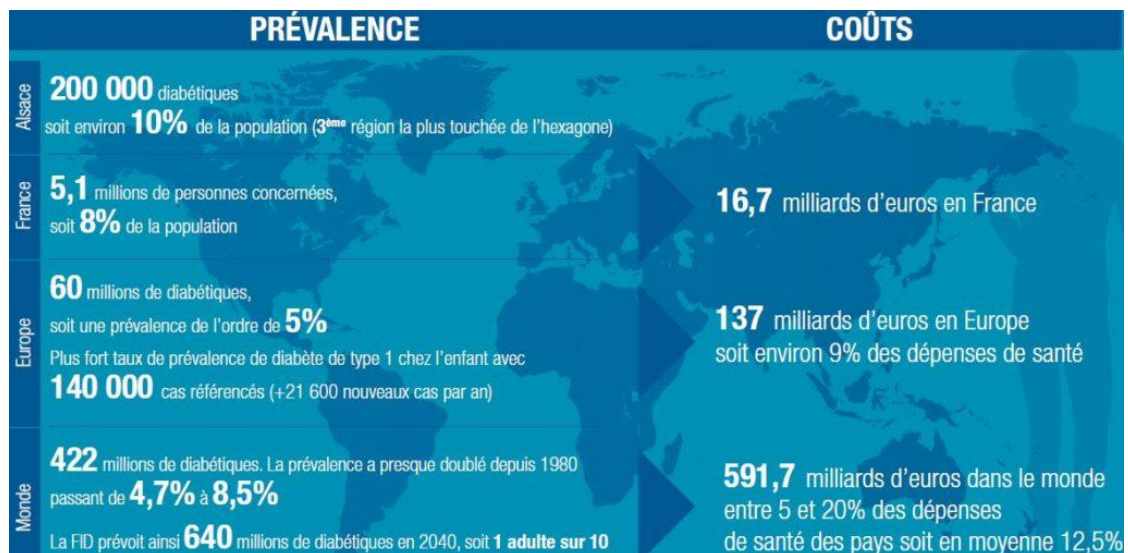 PRÉVALENCE
COÛTS
Alsace
200 000 diabétiques
soit environ 10% de la population (3ème région la plus touchée de l'hexagone)
France
5,1 millions de personnes concernées,
soit 8% de la population
16,7 milliards d'euros en France
Europe
60 millions de diabétiques,
soit une prévalence de l'ordre de 5%
Plus fort taux de prévalence de diabète de type 1 chez l'enfant avec
140 000 cas référencés (+21 600 nouveaux cas par an)
137 milliards d'euros en Europe
soit environ 9% des dépenses de santé
Monde
422 millions de diabétiques. La prévalence a presque doublé depuis 1980
passant de 4,7% à 8,5%
La FID prévoit ainsi 640 millions de diabétiques en 2040, soit 1 adulte sur 10
591,7 milliards d'euros dans le monde
entre 5 et 20% des dépenses
de santé des pays soit en moyenne 12,5%